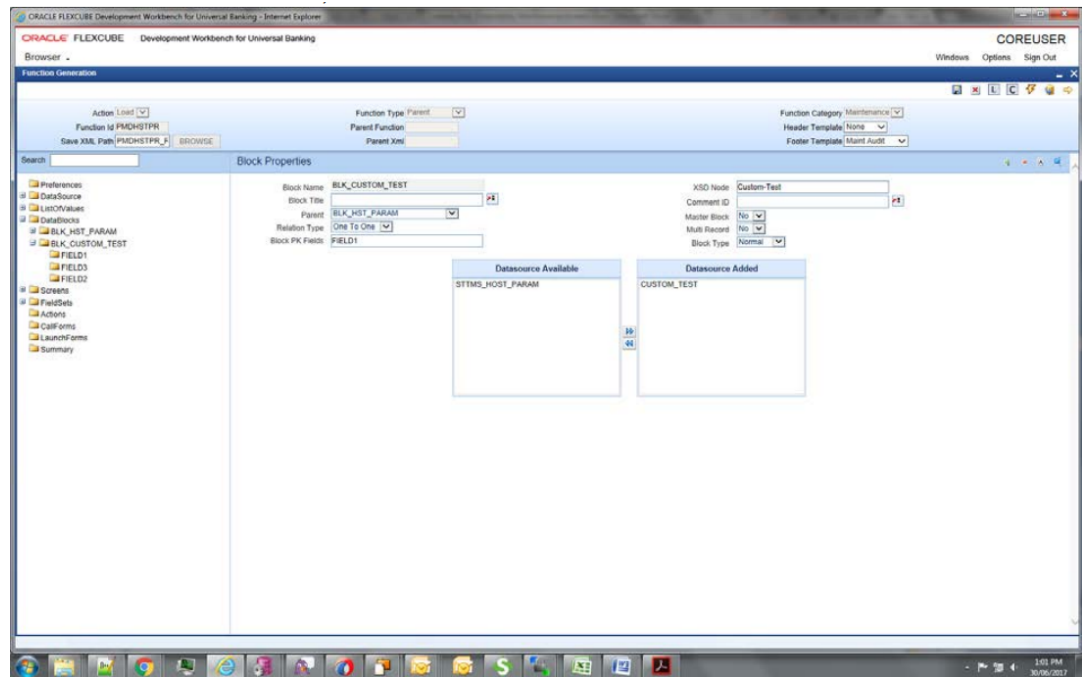 ORACLE FLEXCUBE Development Workbench for Universal Banking - Internet Explorer
ORACLE FLEXCUBE Development Workbench for Universal Banking COREUSER
Browser Windows Options Sign Out
Function Generation
L C
Action Load Function Type Parent Function Category Maintenance
Function Id PMDHSTPR Parent Function Header Template None
Save XML Path PMDHSTPR_F BROWSE Parent Xml Footer Template Maint Audit
Search Block Properties
Preferences
DataSource
ListOfValues
DataBlocks
BLK_HST_PARAM
BLK_CUSTOM_TEST
FIELD1
FIELD3
FIELD2
Screens
FieldSets
Actions
CallForms
LaunchForms
Summary
Block Name BLK_CUSTOM_TEST XSD Node Custom-Test
Block Title Comment ID
Parent BLK_HST_PARAM Master Block No
Relation Type One To One Multi Record No
Block PK Fields FIELD1 Block Type Normal
Datasource Available Datasource Added
STTMS_HOST_PARAM CUSTOM_TEST
1:01 PM
30/06/2017